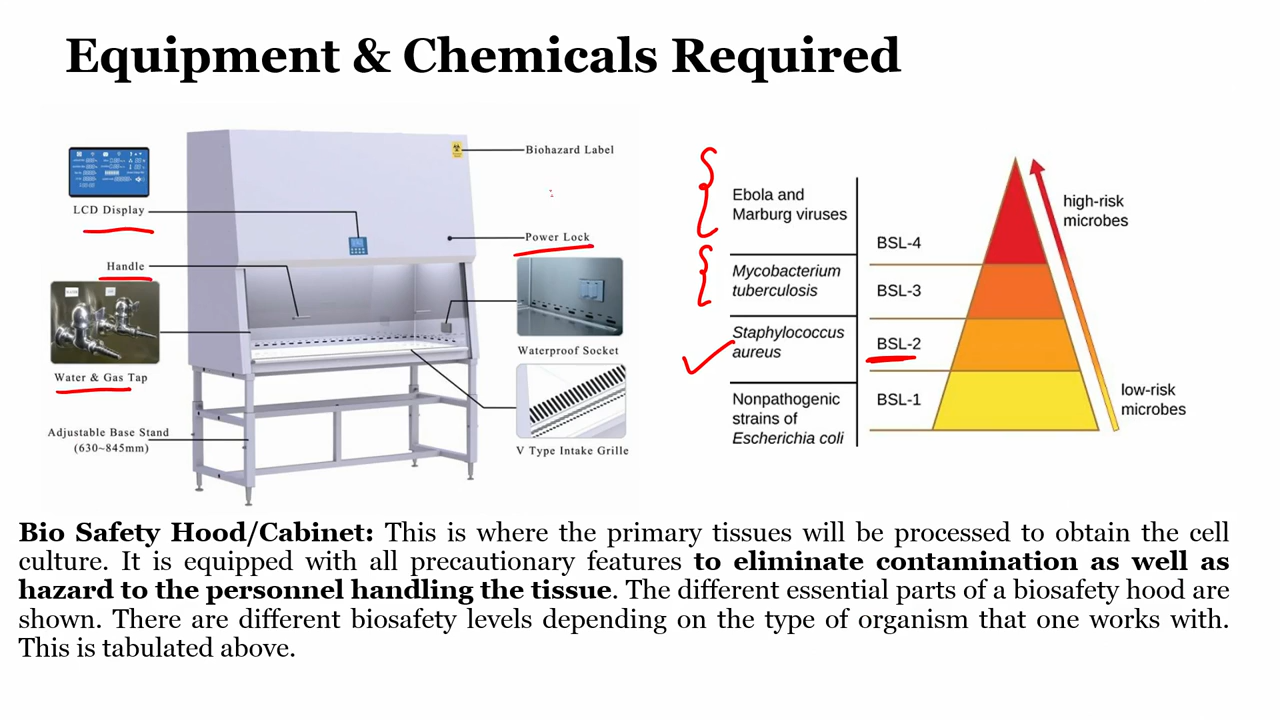 Equipment & Chemicals Required
Biohazard Label
LCD Display
Power Lock
Handle
Waterproof Socket
Water & Gas Tap
Adjustable Base Stand
(630~845mm)
V Type Intake Grille
Ebola and
Marburg viruses
BSL-4
Mycobacterium
tuberculosis
BSL-3
Staphylococcus
aureus
BSL-2
Nonpathogenic
strains of
Escherichia coli
BSL-1
high-risk
microbes
low-risk
microbes
Bio Safety Hood/Cabinet: This is where the primary tissues will be processed to obtain the cell
culture. It is equipped with all precautionary features to eliminate contamination as well as
hazard to the personnel handling the tissue. The different essential parts of a biosafety hood are
shown. There are different biosafety levels depending on the type of organism that one works with.
This is tabulated above.